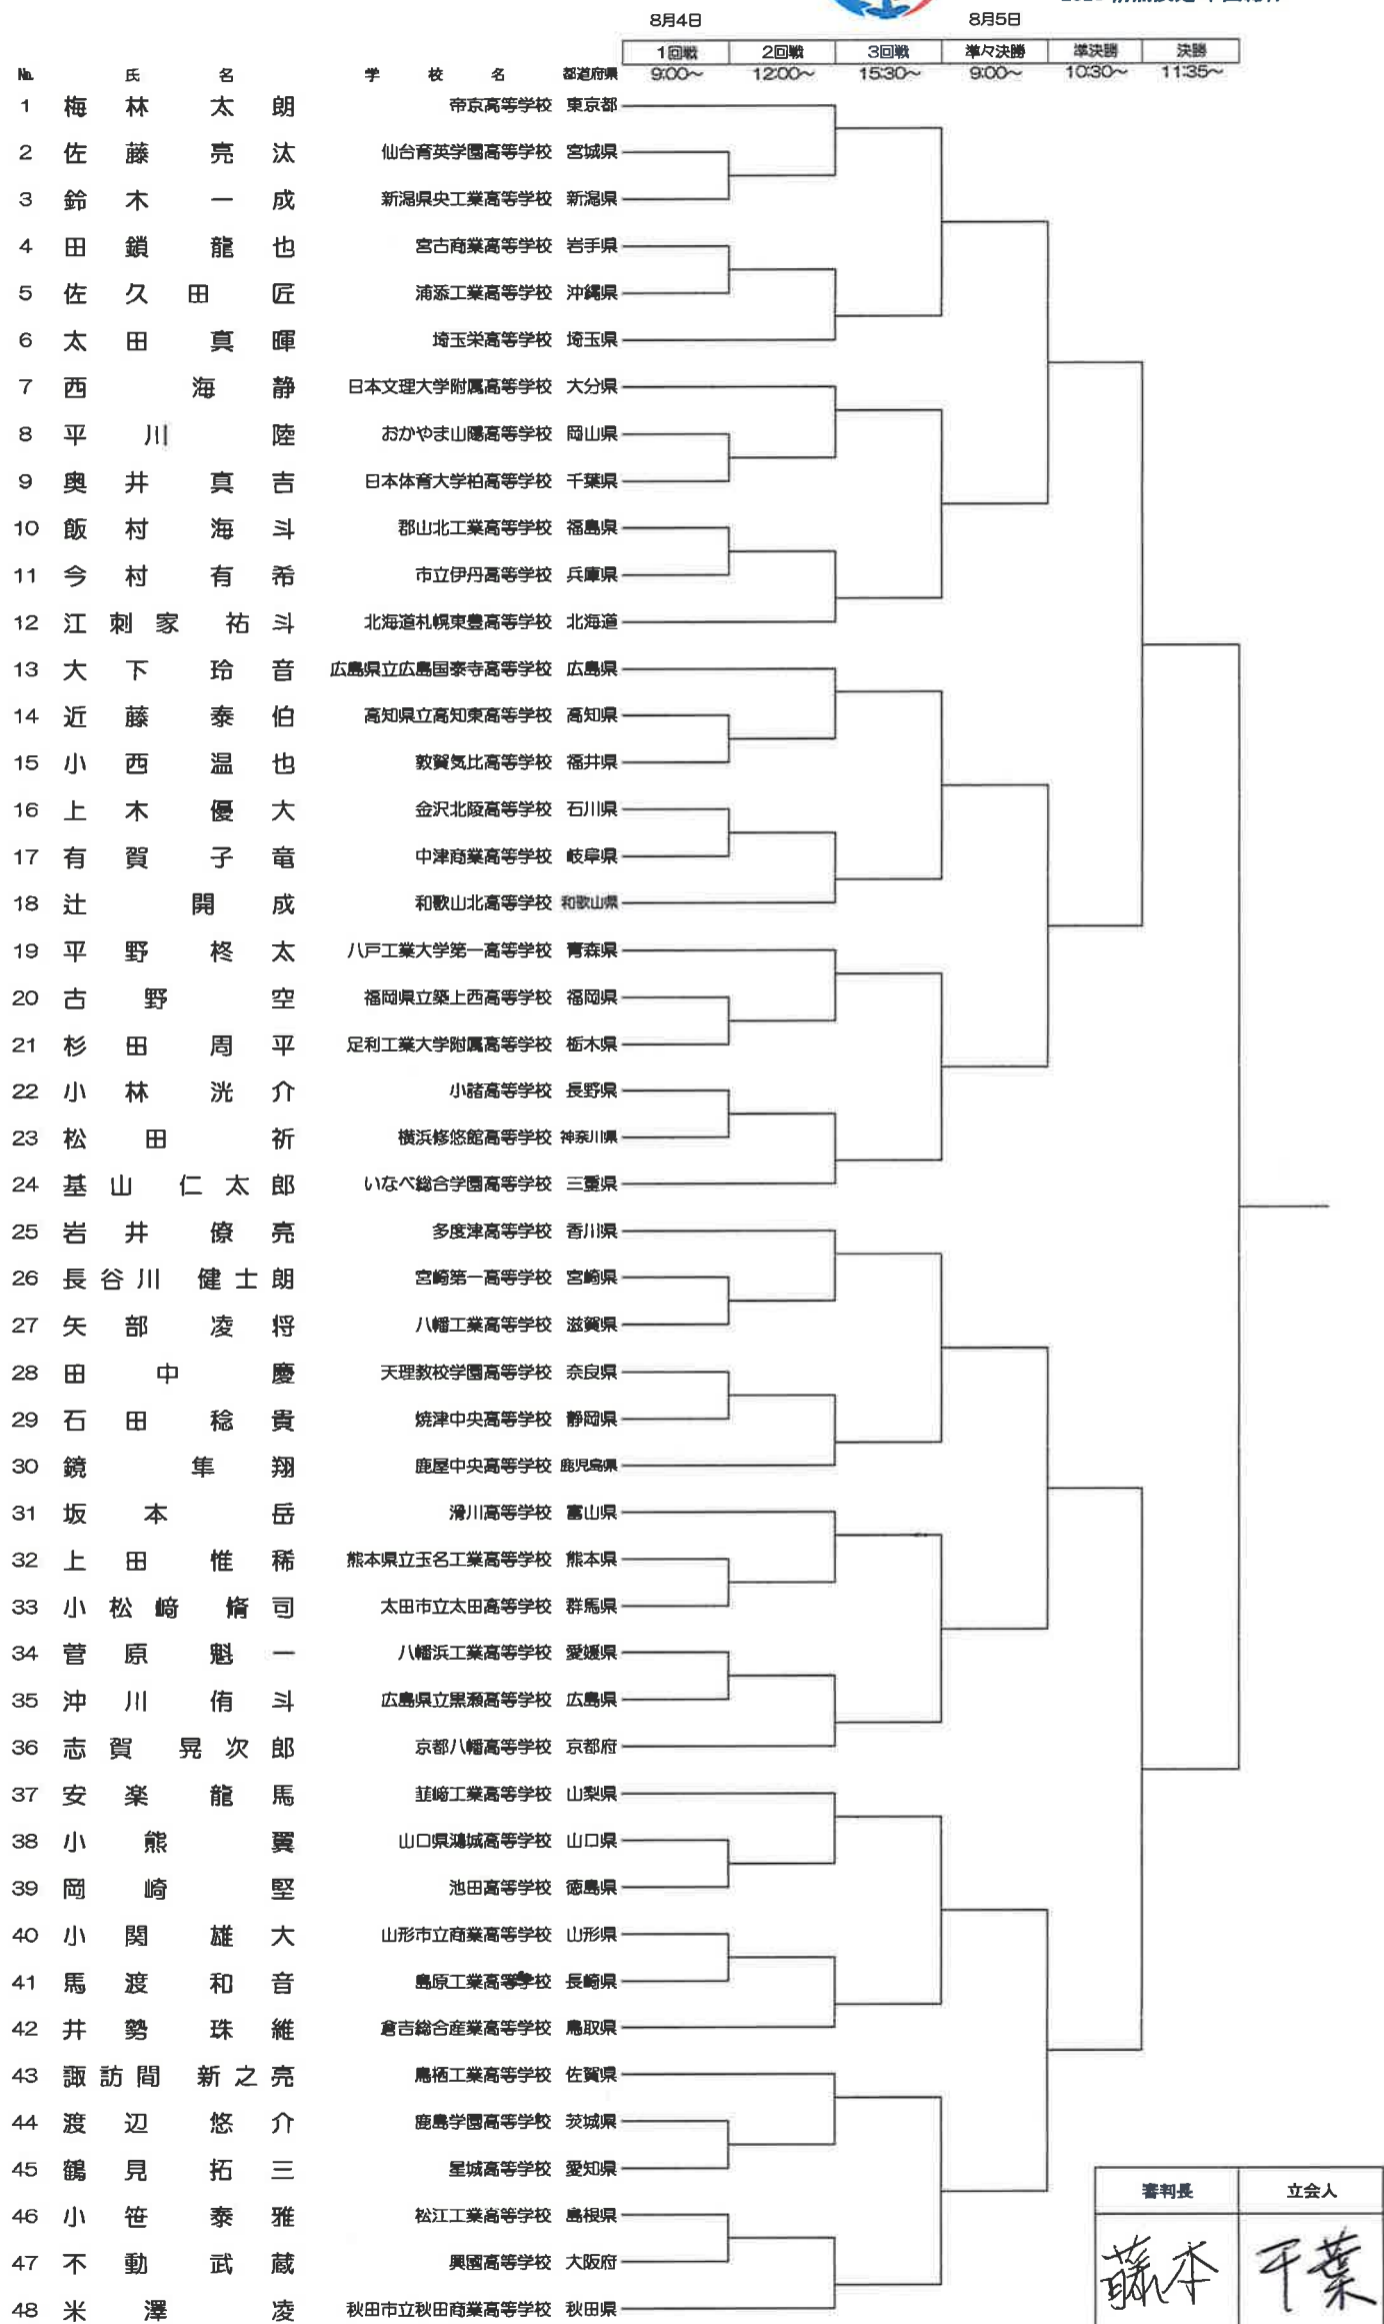 8月4日 8月5日
1回戦 2回戦 3回戦 準々決勝 準決勝 決勝
No. 氏名 学校名 都道府県 9:00～ 12:00～ 15:30～ 9:00～ 10:30～ 11:35～
1 梅林 太朗 帝京高等学校 東京都
2 佐藤 亮汰 仙台育英学園高等学校 宮城県
3 鈴木 一成 新潟県央工業高等学校 新潟県
4 田鎖 龍也 宮古商業高等学校 岩手県
5 佐久田 匠 浦添工業高等学校 沖縄県
6 太田 真暉 埼玉栄高等学校 埼玉県
7 西 海静 日本文理大学附属高等学校 大分県
8 平川 陸 おかやま山陽高等学校 岡山県
9 奥井 真吉 日本体育大学柏高等学校 千葉県
10 飯村 海斗 郡山北工業高等学校 福島県
11 今村 有希 市立伊丹高等学校 兵庫県
12 江刺家 祐斗 北海道札幌東豊高等学校 北海道
13 大下 玲音 広島県立広島国泰寺高等学校 広島県
14 近藤 泰伯 高知県立高知東高等学校 高知県
15 小西 温也 敦賀気比高等学校 福井県
16 上木 優大 金沢北陵高等学校 石川県
17 有賀 子竜 中津商業高等学校 岐阜県
18 辻 開成 和歌山北高等学校 和歌山県
19 平野 柊太 八戸工業大学第一高等学校 青森県
20 古野 空 福岡県立築上西高等学校 福岡県
21 杉田 周平 足利工業大学附属高等学校 栃木県
22 小林 洸介 小諸高等学校 長野県
23 松田 祈 横浜修悠館高等学校 神奈川県
24 基山 仁太郎 いなべ総合学園高等学校 三重県
25 岩井 僚亮 多度津高等学校 香川県
26 長谷川 健士朗 宮崎第一高等学校 宮崎県
27 矢部 凌将 八幡工業高等学校 滋賀県
28 田中 慶 天理教校学園高等学校 奈良県
29 石田 稔貴 焼津中央高等学校 静岡県
30 鏡 隼翔 鹿屋中央高等学校 鹿児島県
31 坂本 岳 滑川高等学校 富山県
32 上田 惟稀 熊本県立玉名工業高等学校 熊本県
33 小松﨑 脩司 太田市立太田高等学校 群馬県
34 菅原 魁一 八幡浜工業高等学校 愛媛県
35 沖川 侑斗 広島県立黒瀬高等学校 広島県
36 志賀 晃次郎 京都八幡高等学校 京都府
37 安楽 龍馬 韮崎工業高等学校 山梨県
38 小熊 翼 山口県鴻城高等学校 山口県
39 岡崎 堅 池田高等学校 徳島県
40 小関 雄大 山形市立商業高等学校 山形県
41 馬渡 和音 島原工業高等学校 長崎県
42 井勢 珠維 倉吉総合産業高等学校 鳥取県
43 諏訪間 新之亮 鳥栖工業高等学校 佐賀県
44 渡辺 悠介 鹿島学園高等学校 茨城県
45 鶴見 拓三 星城高等学校 愛知県
46 小笹 泰雅 松江工業高等学校 島根県
47 不動 武蔵 興國高等学校 大阪府
48 米澤 凌 秋田市立秋田商業高等学校 秋田県
審判長 立会人
藤本 千葉